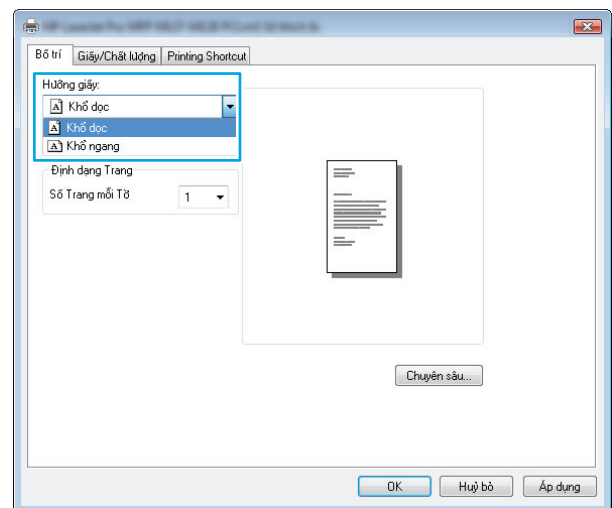 Bố trí Giấy/Chất lượng Printing Shortcut
Hướng giấy:
A Khổ dọc
A Khổ dọc
A Khổ ngang
Định dạng Trang
Số Trang mỗi Tờ 1
Chuyên sâu...
OK Huỷ bỏ Áp dụng